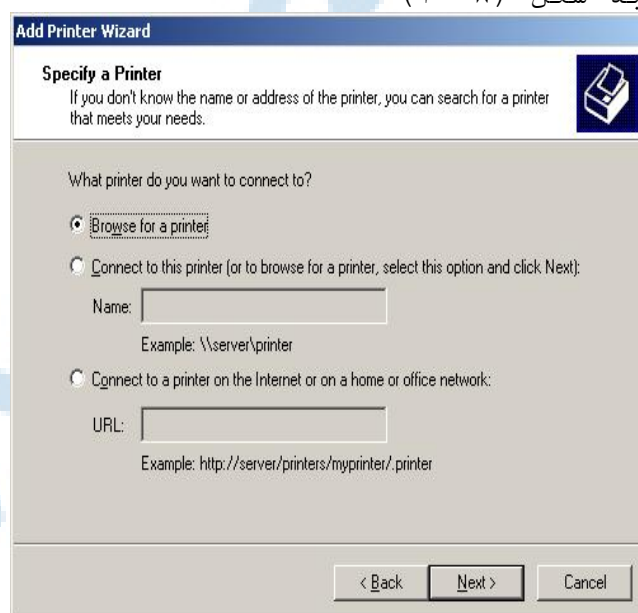 Add Printer Wizard
Specify a Printer
If you don't know the name or address of the printer, you can search for a printer
that meets your needs.
What printer do you want to connect to?
Browse for a printer
Connect to this printer (or to browse for a printer, select this option and click Next):
Name:
Example: \\server\printer
Connect to a printer on the Internet or on a home or office network:
URL:
Example: http://server/printers/myprinter/.printer
< Back Next > Cancel